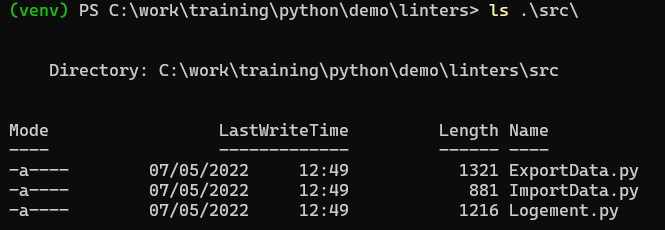 (venv) PS C:\work\training\python\demo\linters> ls .\src\
Directory: C:\work\training\python\demo\linters\src
Mode LastWriteTime Length Name
---- ------------- ------ ----
-a---- 07/05/2022 12:49 1321 ExportData.py
-a---- 07/05/2022 12:49 881 ImportData.py
-a---- 07/05/2022 12:49 1216 Logement.py